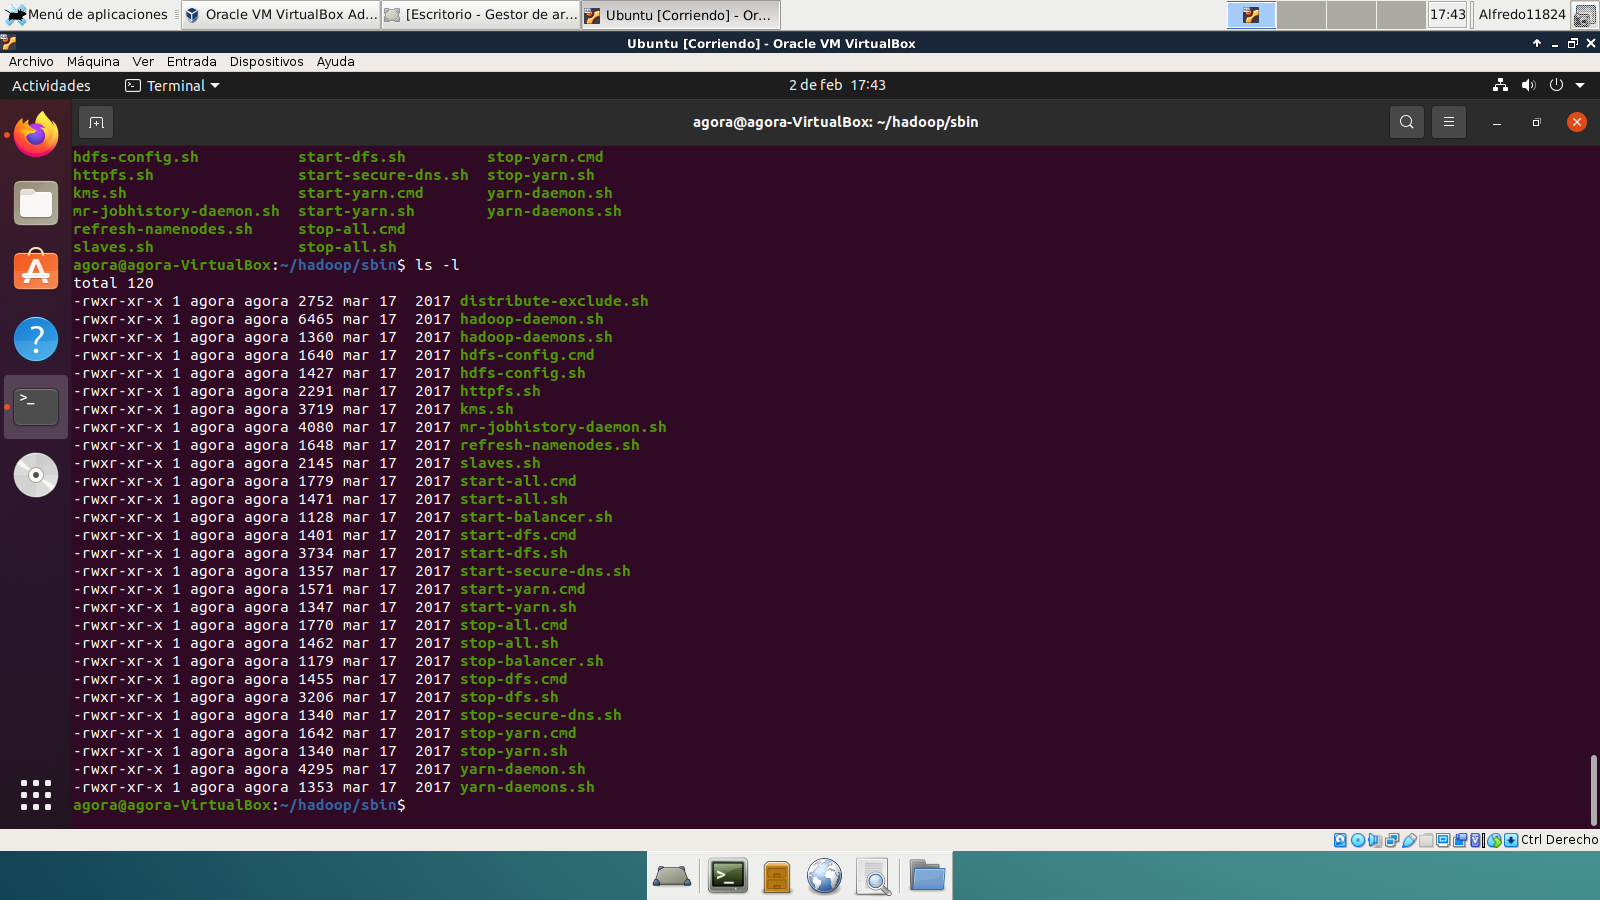 Menú de aplicaciones
Oracle VM VirtualBox Ad...
[Escritorio - Gestor de ar...
Ubuntu [Corriendo] - Or...
17:43
Alfredo11824
Ubuntu [Corriendo] - Oracle VM VirtualBox
Archivo Máquina Ver Entrada Dispositivos Ayuda
Actividades Terminal 2 de feb 17:43
agora@agora-VirtualBox: ~/hadoop/sbin
hdfs-config.sh start-dfs.sh stop-yarn.cmd
httpfs.sh start-secure-dns.sh stop-yarn.sh
kms.sh start-yarn.cmd yarn-daemon.sh
mr-jobhistory-daemon.sh start-yarn.sh yarn-daemons.sh
refresh-namenodes.sh stop-all.cmd
slaves.sh stop-all.sh
agora@agora-VirtualBox:~/hadoop/sbin$ ls -l
total 120
-rwxr-xr-x 1 agora agora 2752 mar 17 2017 distribute-exclude.sh
-rwxr-xr-x 1 agora agora 6465 mar 17 2017 hadoop-daemon.sh
-rwxr-xr-x 1 agora agora 1360 mar 17 2017 hadoop-daemons.sh
-rwxr-xr-x 1 agora agora 1640 mar 17 2017 hdfs-config.cmd
-rwxr-xr-x 1 agora agora 1427 mar 17 2017 hdfs-config.sh
-rwxr-xr-x 1 agora agora 2291 mar 17 2017 httpfs.sh
-rwxr-xr-x 1 agora agora 3719 mar 17 2017 kms.sh
-rwxr-xr-x 1 agora agora 4080 mar 17 2017 mr-jobhistory-daemon.sh
-rwxr-xr-x 1 agora agora 1648 mar 17 2017 refresh-namenodes.sh
-rwxr-xr-x 1 agora agora 2145 mar 17 2017 slaves.sh
-rwxr-xr-x 1 agora agora 1779 mar 17 2017 start-all.cmd
-rwxr-xr-x 1 agora agora 1471 mar 17 2017 start-all.sh
-rwxr-xr-x 1 agora agora 1128 mar 17 2017 start-balancer.sh
-rwxr-xr-x 1 agora agora 1401 mar 17 2017 start-dfs.cmd
-rwxr-xr-x 1 agora agora 3734 mar 17 2017 start-dfs.sh
-rwxr-xr-x 1 agora agora 1357 mar 17 2017 start-secure-dns.sh
-rwxr-xr-x 1 agora agora 1571 mar 17 2017 start-yarn.cmd
-rwxr-xr-x 1 agora agora 1347 mar 17 2017 start-yarn.sh
-rwxr-xr-x 1 agora agora 1770 mar 17 2017 stop-all.cmd
-rwxr-xr-x 1 agora agora 1462 mar 17 2017 stop-all.sh
-rwxr-xr-x 1 agora agora 1179 mar 17 2017 stop-balancer.sh
-rwxr-xr-x 1 agora agora 1455 mar 17 2017 stop-dfs.cmd
-rwxr-xr-x 1 agora agora 3206 mar 17 2017 stop-dfs.sh
-rwxr-xr-x 1 agora agora 1340 mar 17 2017 stop-secure-dns.sh
-rwxr-xr-x 1 agora agora 1642 mar 17 2017 stop-yarn.cmd
-rwxr-xr-x 1 agora agora 1340 mar 17 2017 stop-yarn.sh
-rwxr-xr-x 1 agora agora 4295 mar 17 2017 yarn-daemon.sh
-rwxr-xr-x 1 agora agora 1353 mar 17 2017 yarn-daemons.sh
agora@agora-VirtualBox:~/hadoop/sbin$
Ctrl Derecho